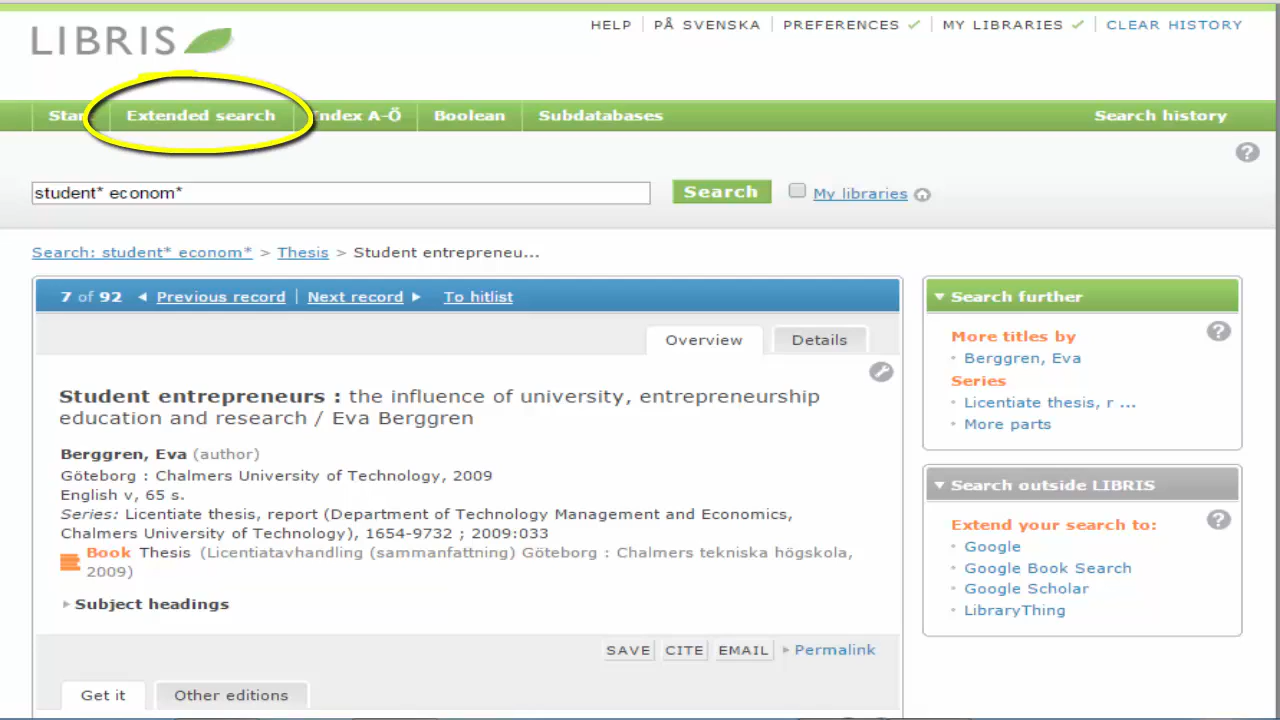 LIBRIS
HELP PÅ SVENSKA PREFERENCES MY LIBRARIES CLEAR HISTORY
Extended search Index A-Ö Boolean Subdatabases Search history
student* econom* Search My libraries
Search: student* econom* > Thesis > Student entrepreneu...
7 of 92 Previous record Next record To hitlist
Overview Details
Student entrepreneurs : the influence of university, entrepreneurship
education and research / Eva Berggren
Berggren, Eva (author)
Göteborg : Chalmers University of Technology, 2009
English v, 65 s.
Series: Licentiate thesis, report (Department of Technology Management and Economics,
Chalmers University of Technology), 1654-9732 ; 2009:033
Book Thesis (Licentiatavhandling (sammanfattning) Göteborg : Chalmers tekniska högskola,
2009)
Subject headings
SAVE CITE EMAIL Permalink
Get it Other editions
Search further
More titles by
Berggren, Eva
Series
Licentiate thesis, r ...
More parts
Search outside LIBRIS
Extend your search to:
Google
Google Book Search
Google Scholar
LibraryThing